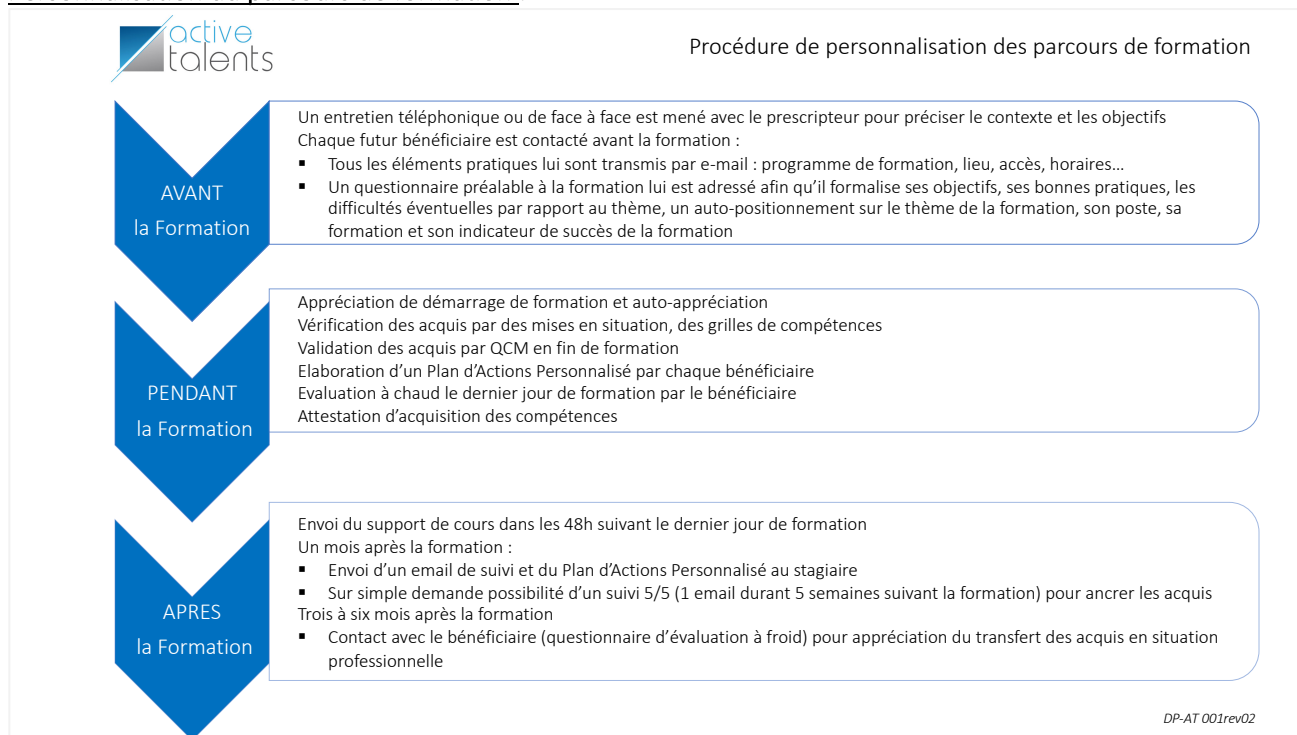 active
talents
Procédure de personnalisation des parcours de formation
AVANT
la Formation
Un entretien téléphonique ou de face à face est mené avec le prescripteur pour préciser le contexte et les objectifs
Chaque futur bénéficiaire est contacté avant la formation :
▪ Tous les éléments pratiques lui sont transmis par e-mail : programme de formation, lieu, accès, horaires…
▪ Un questionnaire préalable à la formation lui est adressé afin qu’il formalise ses objectifs, ses bonnes pratiques, les
difficultés éventuelles par rapport au thème, un auto-positionnement sur le thème de la formation, son poste, sa
formation et son indicateur de succès de la formation
PENDANT
la Formation
Appréciation de démarrage de formation et auto-appréciation
Vérification des acquis par des mises en situation, des grilles de compétences
Validation des acquis par QCM en fin de formation
Elaboration d’un Plan d’Actions Personnalisé par chaque bénéficiaire
Evaluation à chaud le dernier jour de formation par le bénéficiaire
Attestation d’acquisition des compétences
APRES
la Formation
Envoi du support de cours dans les 48h suivant le dernier jour de formation
Un mois après la formation :
▪ Envoi d’un email de suivi et du Plan d’Actions Personnalisé au stagiaire
▪ Sur simple demande possibilité d’un suivi 5/5 (1 email durant 5 semaines suivant la formation) pour ancrer les acquis
Trois à six mois après la formation
▪ Contact avec le bénéficiaire (questionnaire d’évaluation à froid) pour appréciation du transfert des acquis en situation
professionnelle
DP-AT 001rev02